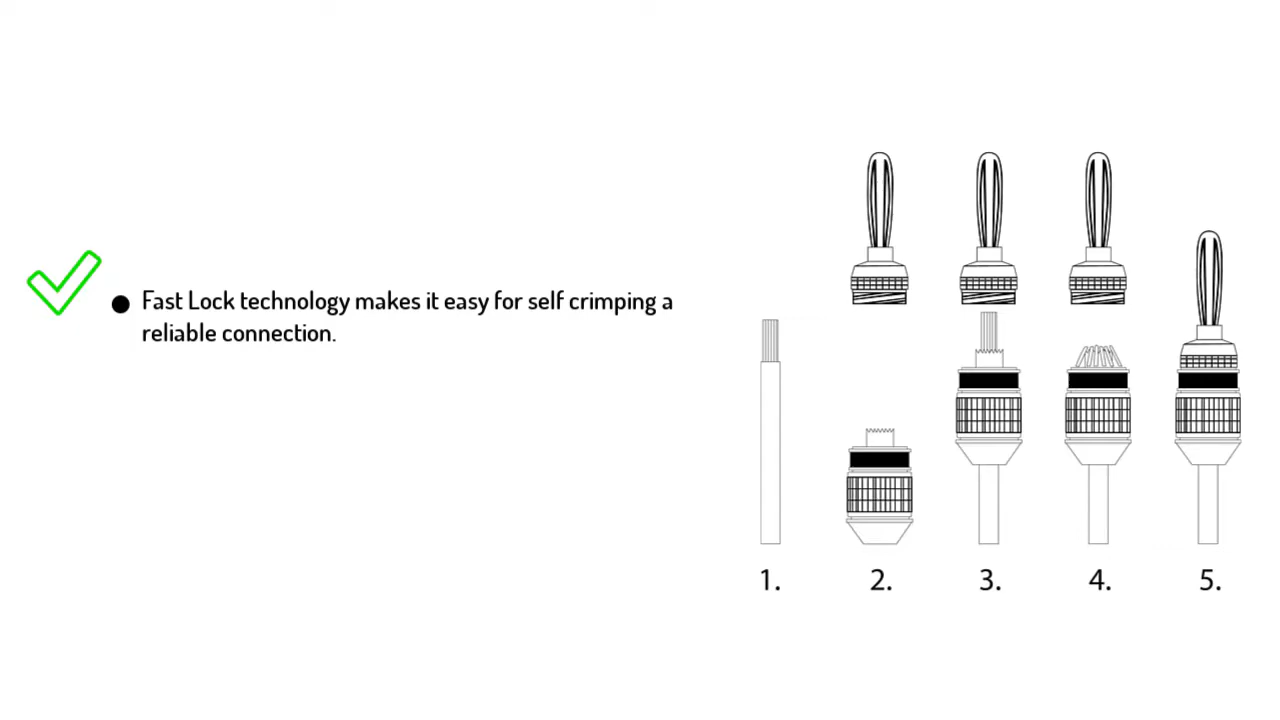 Fast Lock technology makes it easy for self crimping a
reliable connection.
1. 2. 3. 4. 5.